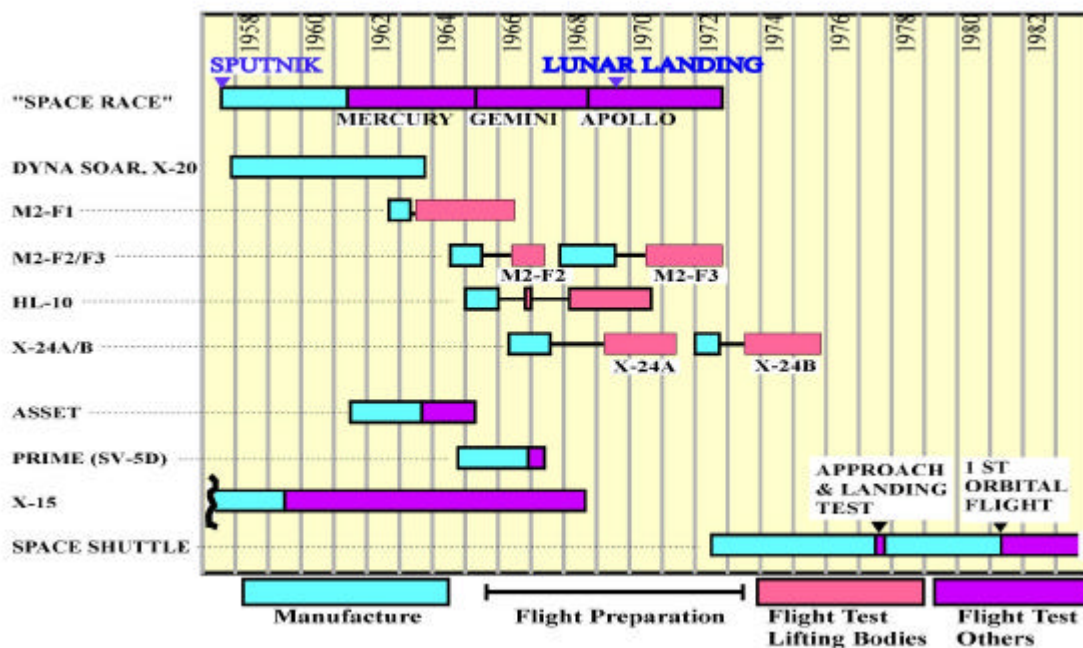 1958 1960 1962 1964 1966 1968 1970 1972 1974 1976 1978 1980 1982
SPUTNIK LUNAR LANDING
"SPACE RACE"
MERCURY GEMINI APOLLO
DYNA SOAR, X-20
M2-F1
M2-F2/F3
M2-F2 M2-F3
HL-10
X-24A/B
X-24A X-24B
ASSET
PRIME (SV-5D)
APPROACH & LANDING TEST
1 ST ORBITAL FLIGHT
X-15
SPACE SHUTTLE
Manufacture
Flight Preparation
Flight Test
Lifting Bodies
Flight Test
Others